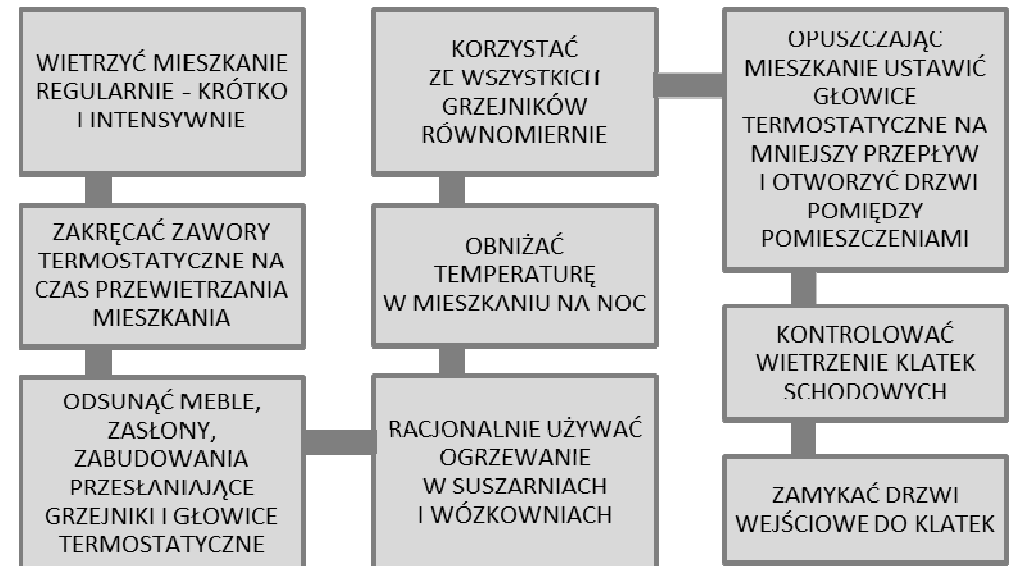 WIETRZYĆ MIESZKANIE
REGULARNIE – KRÓTKO
I INTENSYWNIE
ZAKRĘCAĆ ZAWORY
TERMOSTATYCZNE NA
CZAS PRZEWIETRZANIA
MIESZKANIA
ODSUNĄĆ MEBLE,
ZASŁONY,
ZABUDOWANIA
PRZESŁANIAJĄCE
GRZEJNIKI I GŁOWICE
TERMOSTATYCZNE
RACJONALNIE UŻYWAĆ
OGRZEWANIE
W SUSZARNIACH
I WÓZKOWNIACH
OBNIŻAĆ
TEMPERATURĘ
W MIESZKANIU NA NOC
KORZYSTAĆ
ZE WSZYSTKICH
GRZEJNIKÓW
RÓWNOMIERNIE
OPUSZCZAJĄC
MIESZKANIE USTAWIĆ
GŁOWICE
TERMOSTATYCZNE NA
MNIEJSZY PRZEPŁYW
I OTWORZYĆ DRZWI
POMIĘDZY
POMIESZCZENIAMI
KONTROLOWAĆ
WIETRZENIE KLATEK
SCHODOWYCH
ZAMYKAĆ DRZWI
WEJŚCIOWE DO KLATEK